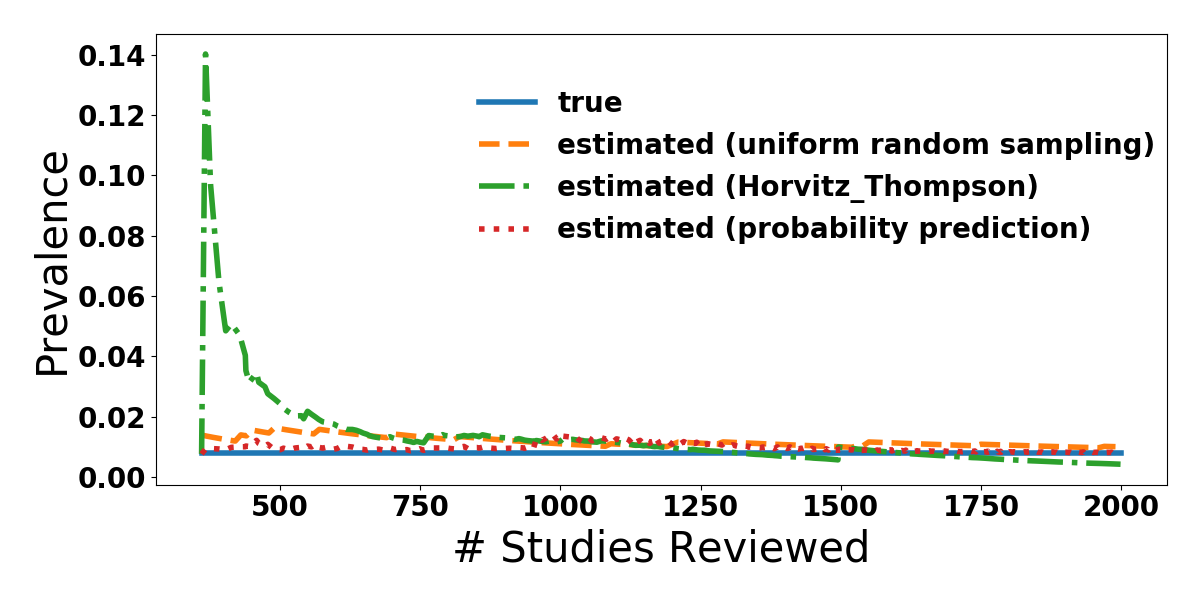 0.14
0.12
0.10
0.08
0.06
0.04
0.02
0.00
Prevalence
true
estimated (uniform random sampling)
estimated (Horvitz_Thompson)
estimated (probability prediction)
500 750 1000 1250 1500 1750 2000
# Studies Reviewed